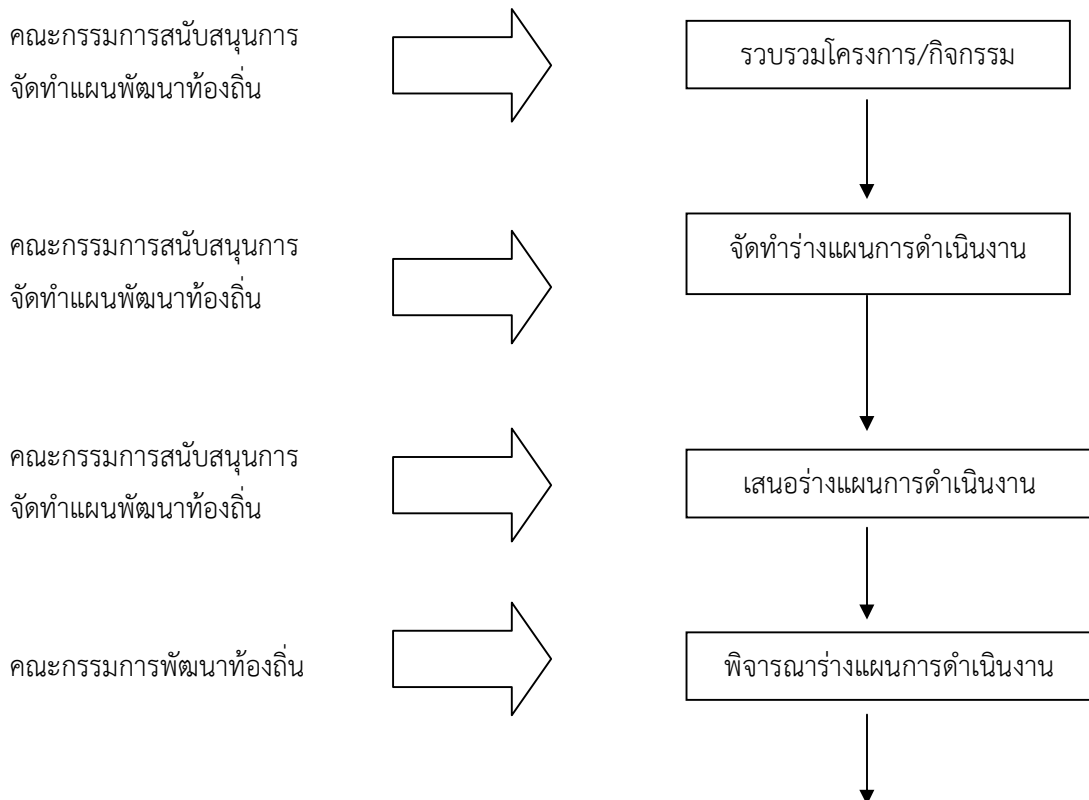 คณะกรรมการสนับสนุนการ
จัดทำแผนพัฒนาท้องถิ่น
รวบรวมโครงการ/กิจกรรม
คณะกรรมการสนับสนุนการ
จัดทำแผนพัฒนาท้องถิ่น
จัดทำร่างแผนการดำเนินงาน
คณะกรรมการสนับสนุนการ
จัดทำแผนพัฒนาท้องถิ่น
เสนอร่างแผนการดำเนินงาน
คณะกรรมการพัฒนาท้องถิ่น
พิจารณาร่างแผนการดำเนินงาน